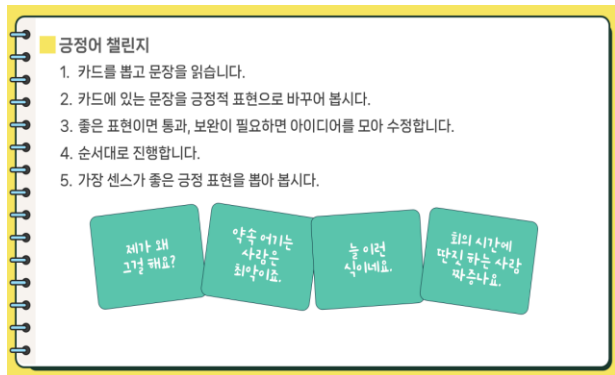 긍정어 챌린지
1. 카드를 뽑고 문장을 읽습니다.
2. 카드에 있는 문장을 긍정적 표현으로 바꾸어 봅시다.
3. 좋은 표현이면 통과, 보완이 필요하면 아이디어를 모아 수정합니다.
4. 순서대로 진행합니다.
5. 가장 센스가 좋은 긍정 표현을 뽑아 봅시다.
제가 왜
그걸 해요?
약속 어기는
사람은
최악이죠.
늘 이런
식이네요.
회의 시간에
딴짓 하는 사람
짜증나요.